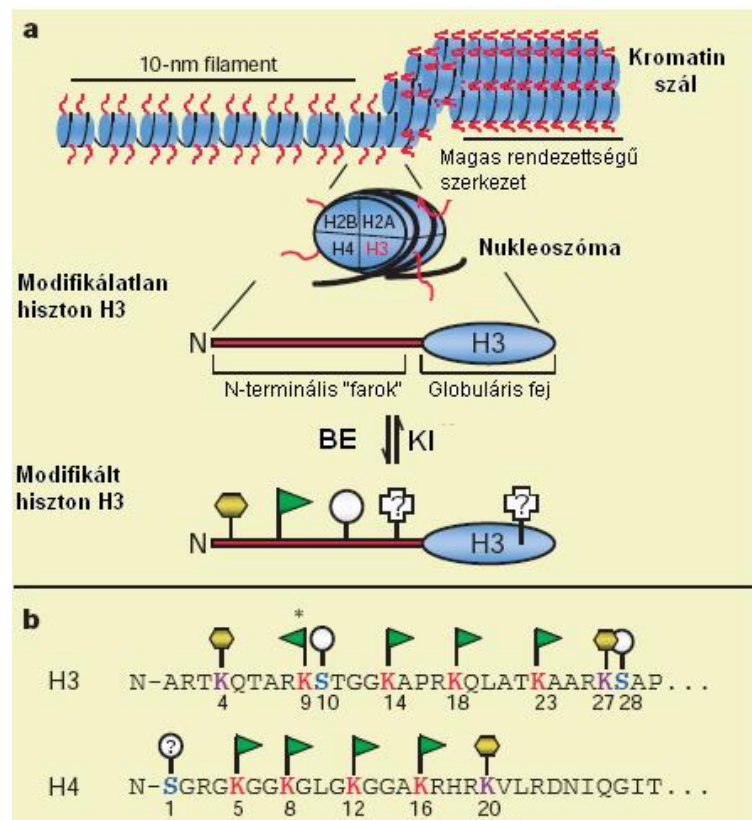 a
10-nm filament
Kromatin
szál
Magas rendezettségű
szerkezet
H2B H2A
H4 H3
Nukleoszóma
Modifikálatlan
hiszton H3
N H3
N-terminális "farok" Globuláris fej
BE KI
Modifikált
hiszton H3
? ?
N H3
b
*
H3 N-ARTKQTARKSTGGKAPRKQLATKAARKSAP...
4 9 10 14 18 23 27 28
?
H4 N-SGRGKGGKGLGKGGAKRHRKVLRDNIQGIT...
1 5 8 12 16 20